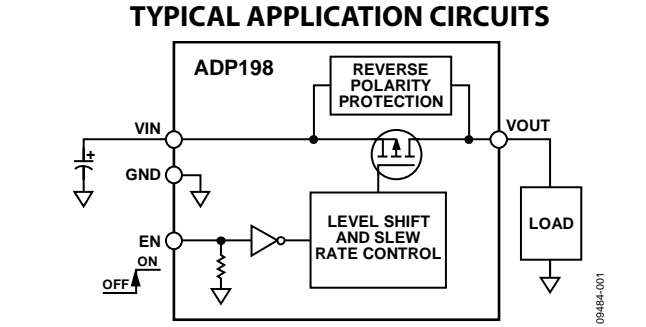 TYPICAL APPLICATION CIRCUITS
ADP198
REVERSE
POLARITY
PROTECTION
VIN
VOUT
+
GND
LEVEL SHIFT
AND SLEW
RATE CONTROL
LOAD
EN
ON
OFF
09484-001